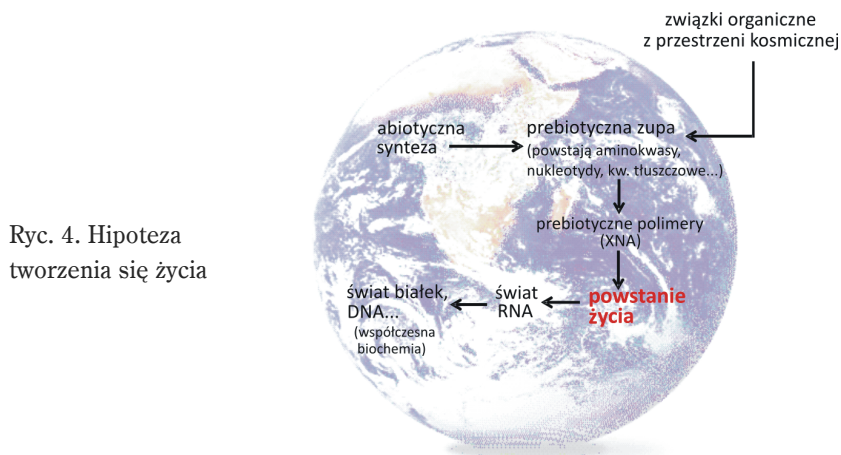 związki organiczne
z przestrzeni kosmicznej
abiotyczna
synteza
prebiotyczna zupa
(powstają aminokwasy,
nukleotydy, kw. tłuszczowe...)
prebiotyczne polimery
(XNA)
powstanie
życia
świat
RNA
świat białek,
DNA...
(współczesna
biochemia)
Ryc. 4. Hipoteza
tworzenia się życia